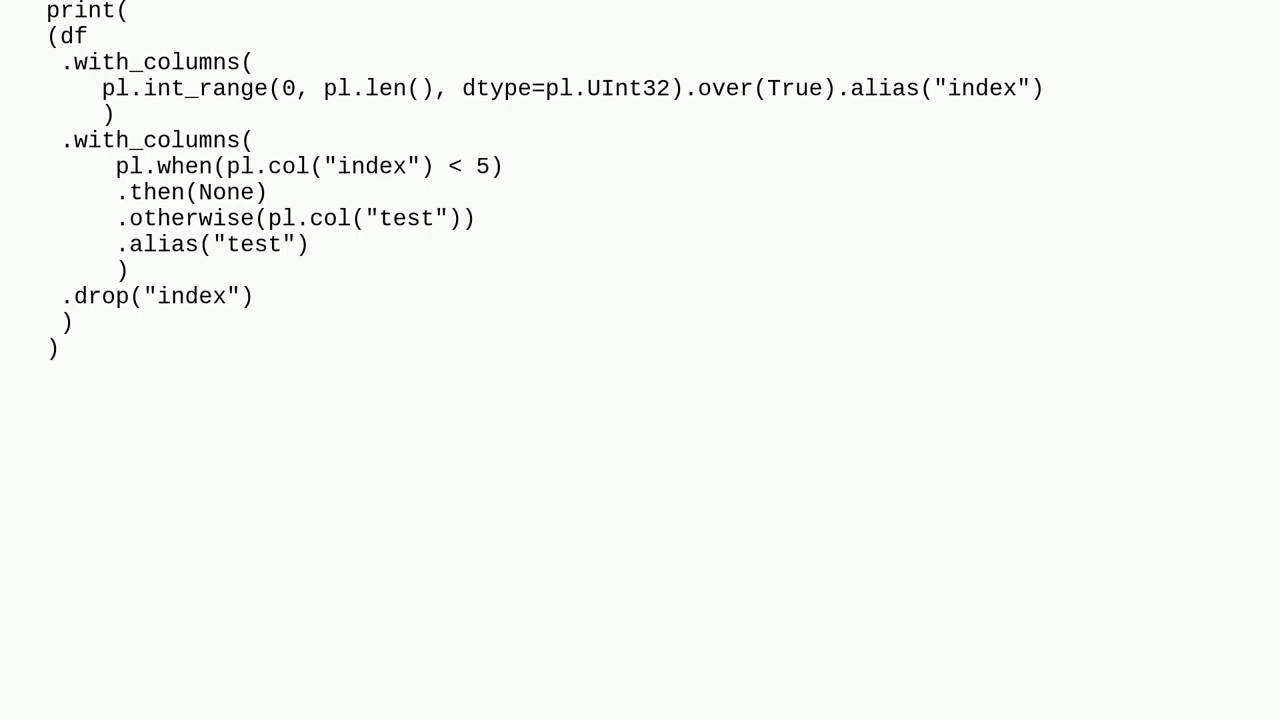 print(
(df
 .with_columns(
    pl.int_range(0, pl.len(), dtype=pl.UInt32).over(True).alias("index")
    )
 .with_columns(
     pl.when(pl.col("index") < 5)
     .then(None)
     .otherwise(pl.col("test"))
     .alias("test")
     )
 .drop("index")
 )
)